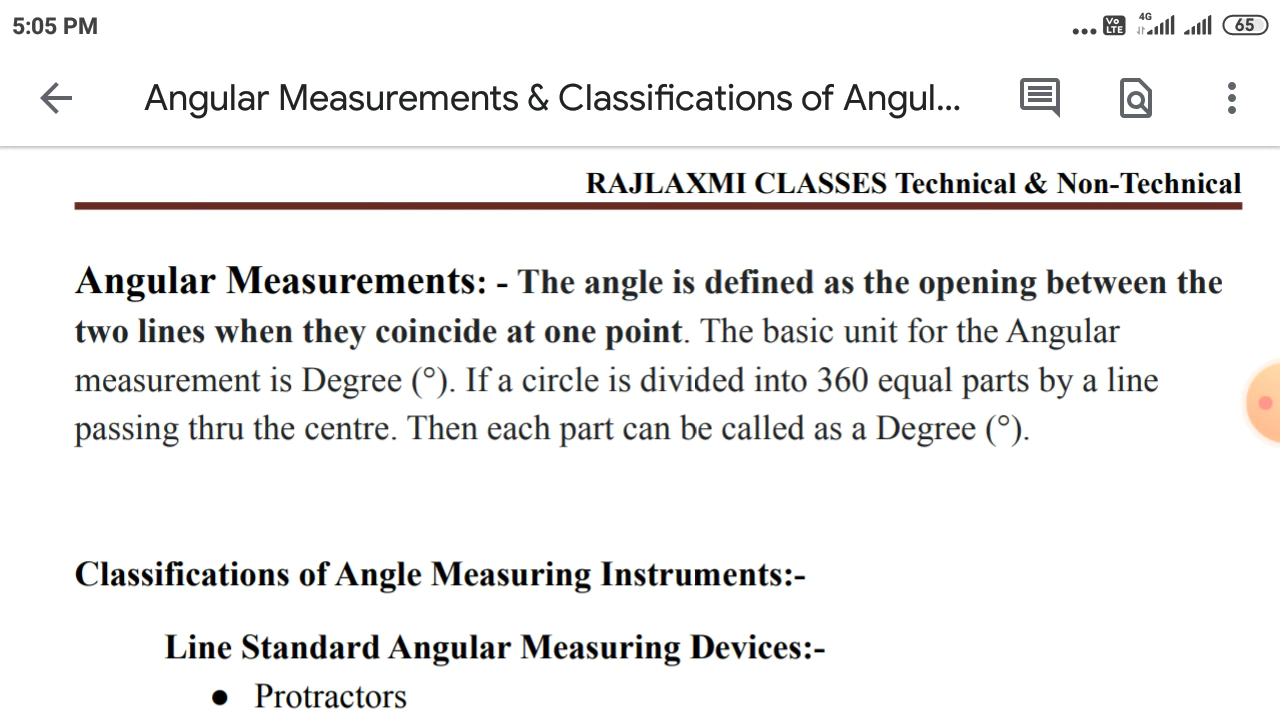 5:05 PM
Vo LTE 4G 65
Angular Measurements & Classifications of Angul...
RAJLAXMI CLASSES Technical & Non-Technical
Angular Measurements: - The angle is defined as the opening between the
two lines when they coincide at one point. The basic unit for the Angular
measurement is Degree (°). If a circle is divided into 360 equal parts by a line
passing thru the centre. Then each part can be called as a Degree (°).
Classifications of Angle Measuring Instruments:-
Line Standard Angular Measuring Devices:-
● Protractors